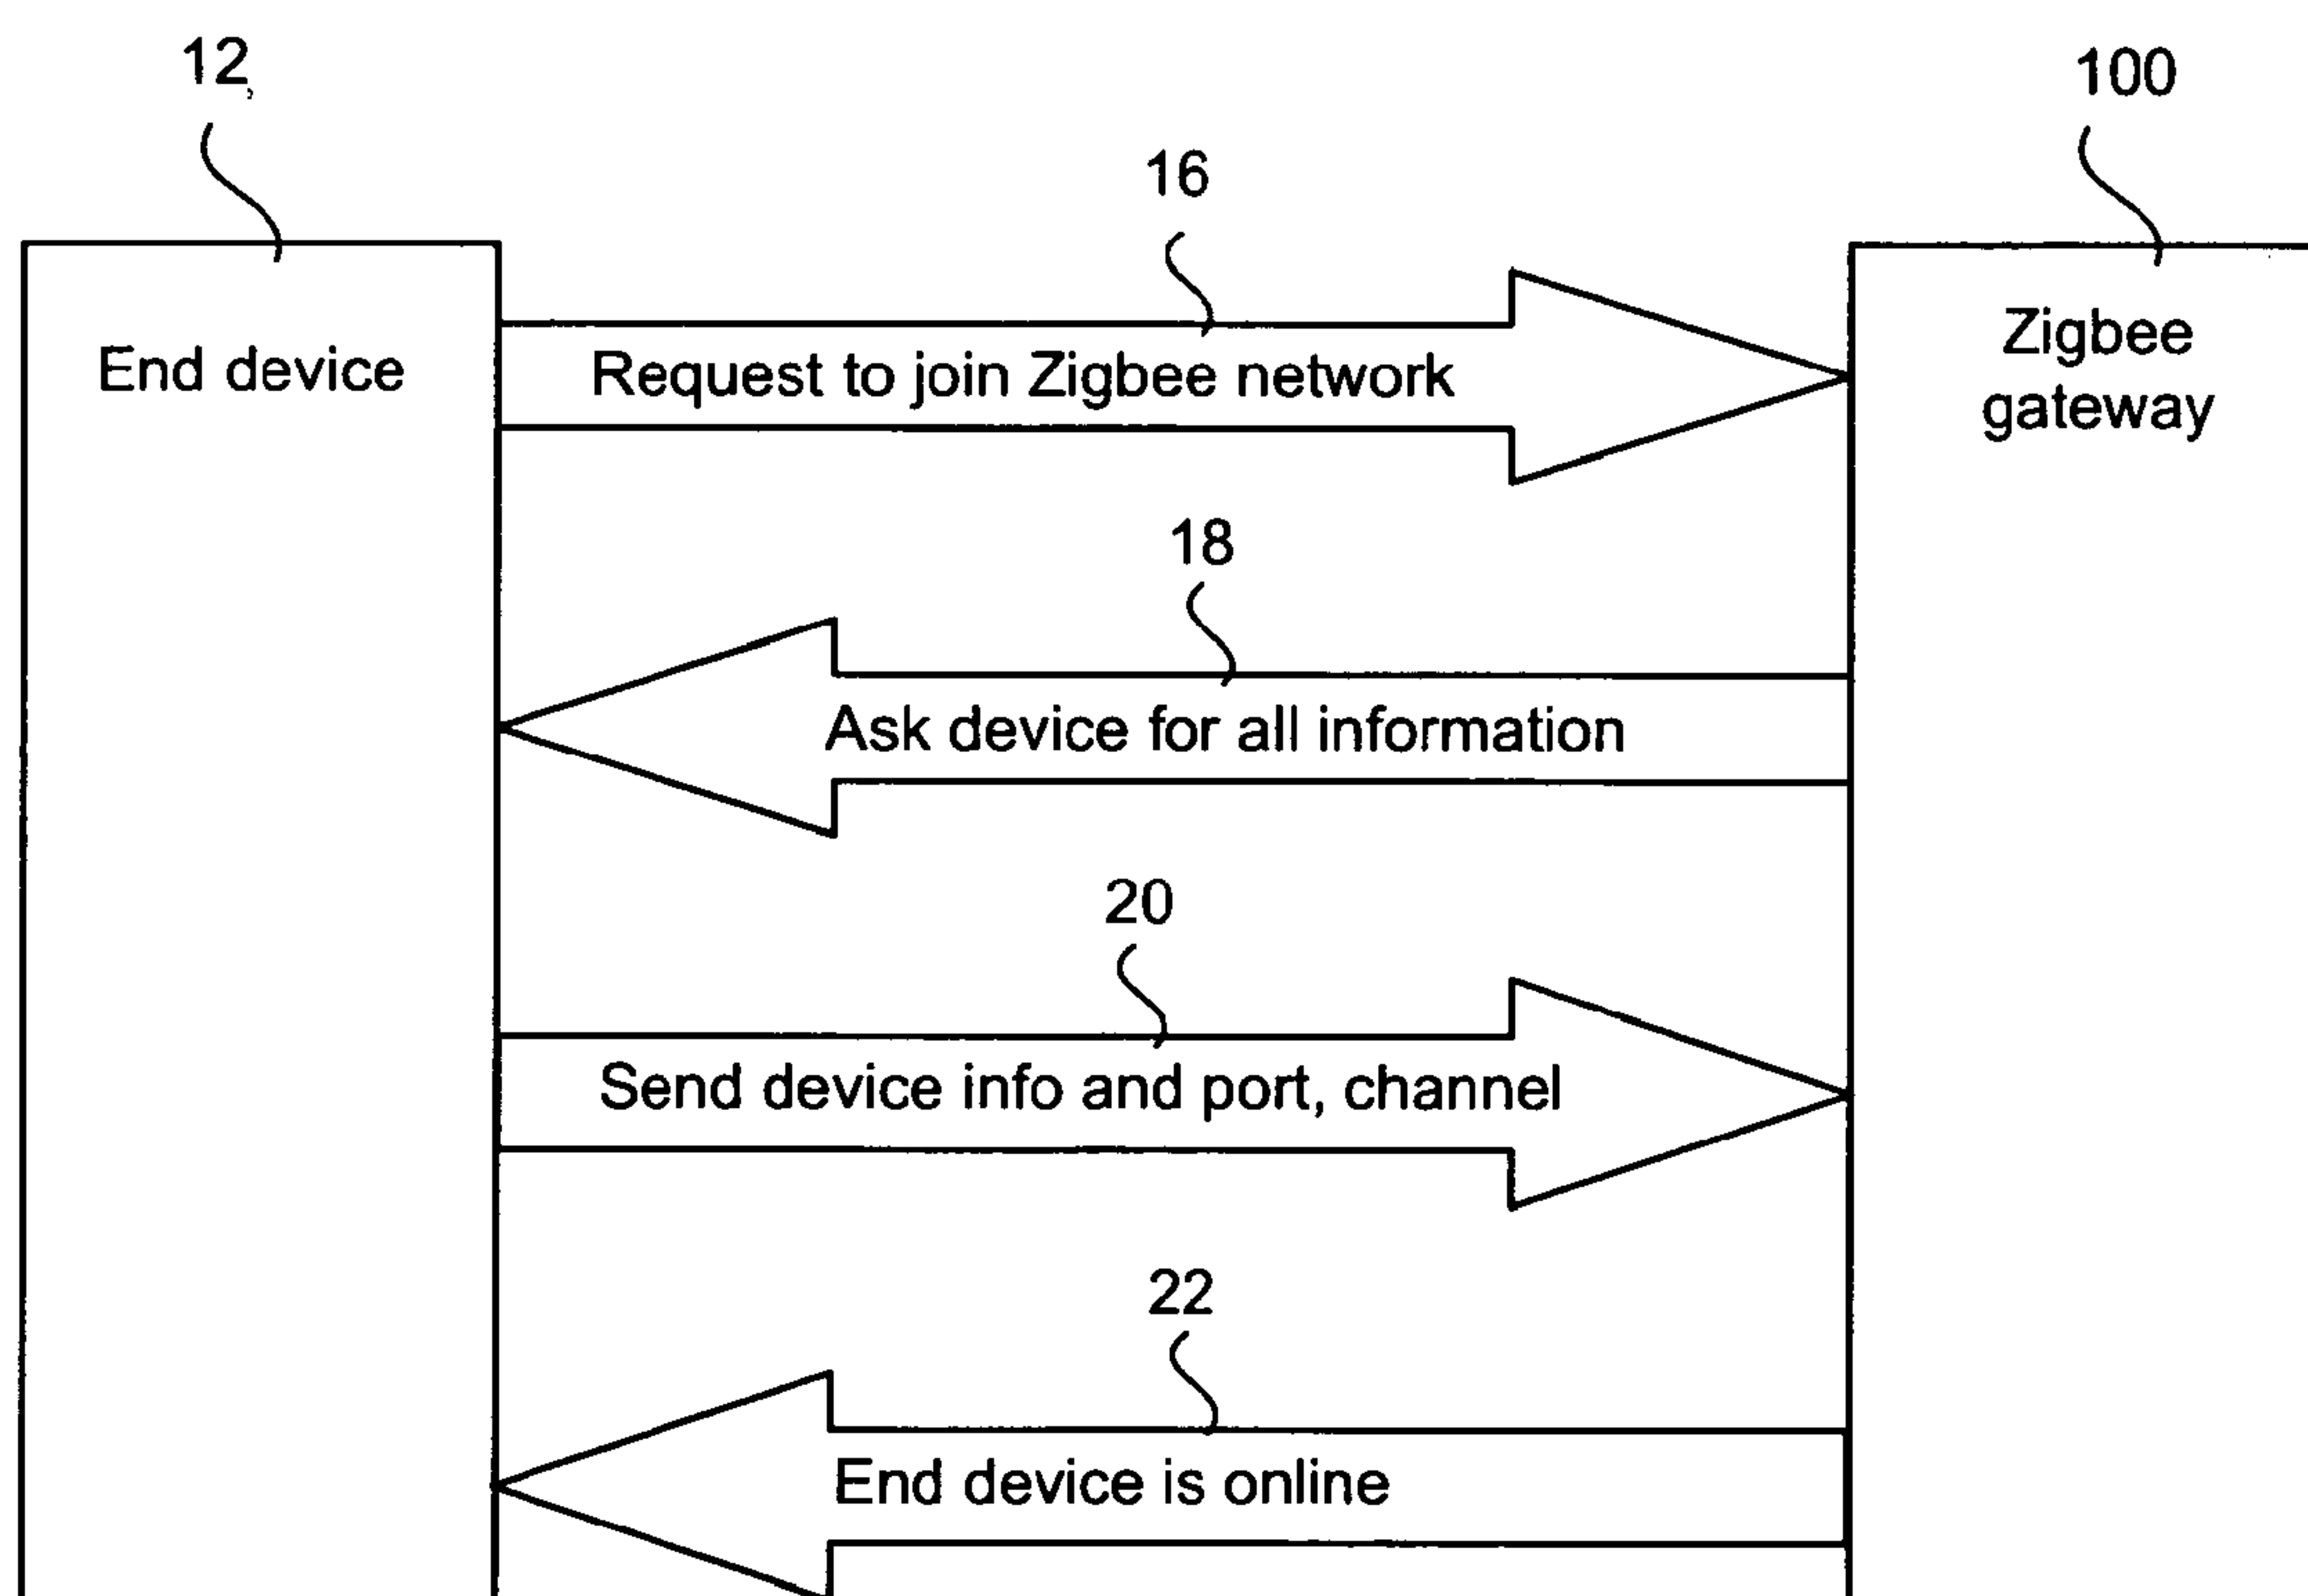 12,
100
16
End device
Request to join Zigbee network
Zigbee
gateway
18
Ask device for all information
20
Send device info and port, channel
22
End device is online